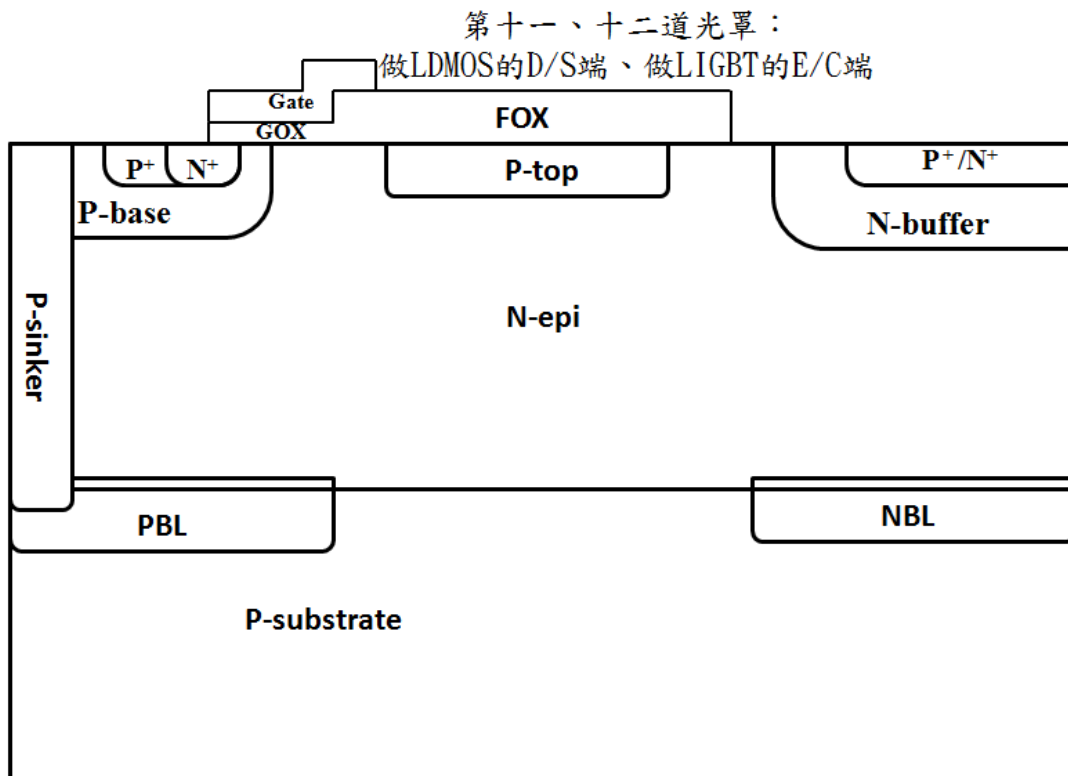 第十一、十二道光罩：
做LDMOS的D/S端、做LIGBT的E/C端
Gate
GOX
FOX
P⁺
N⁺
P-top
P⁺/N⁺
P-base
N-buffer
P-sinker
N-epi
PBL
NBL
P-substrate